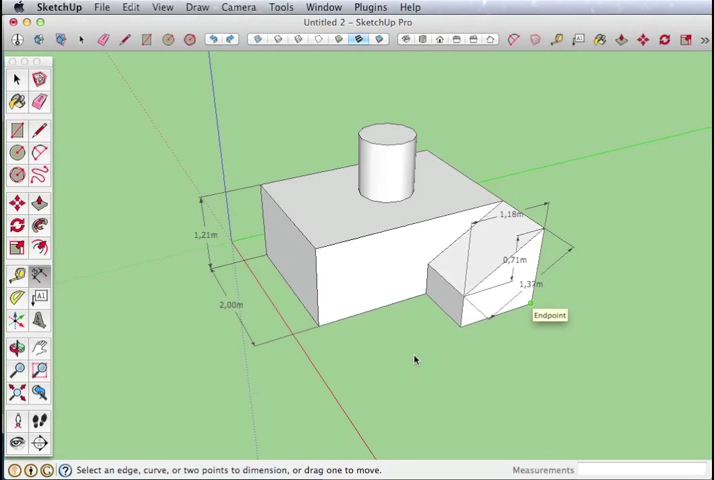 SketchUp File Edit View Draw Camera Tools Window Plugins Help
Untitled 2 - SketchUp Pro
1,18m
1,21m
0,71m
1,37m
2,00m
Endpoint
A1
Select an edge, curve, or two points to dimension, or drag one to move.
Measurements